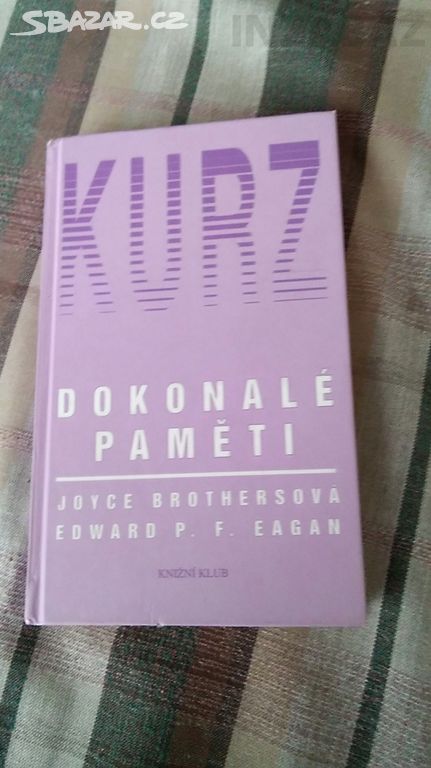 SBAZAR.CZ
KURZ
DOKONALÉ
PAMĚTI
JOYCE BROTHERSOVÁ
EDWARD P. F. EAGAN
KNIŽNÍ KLUB